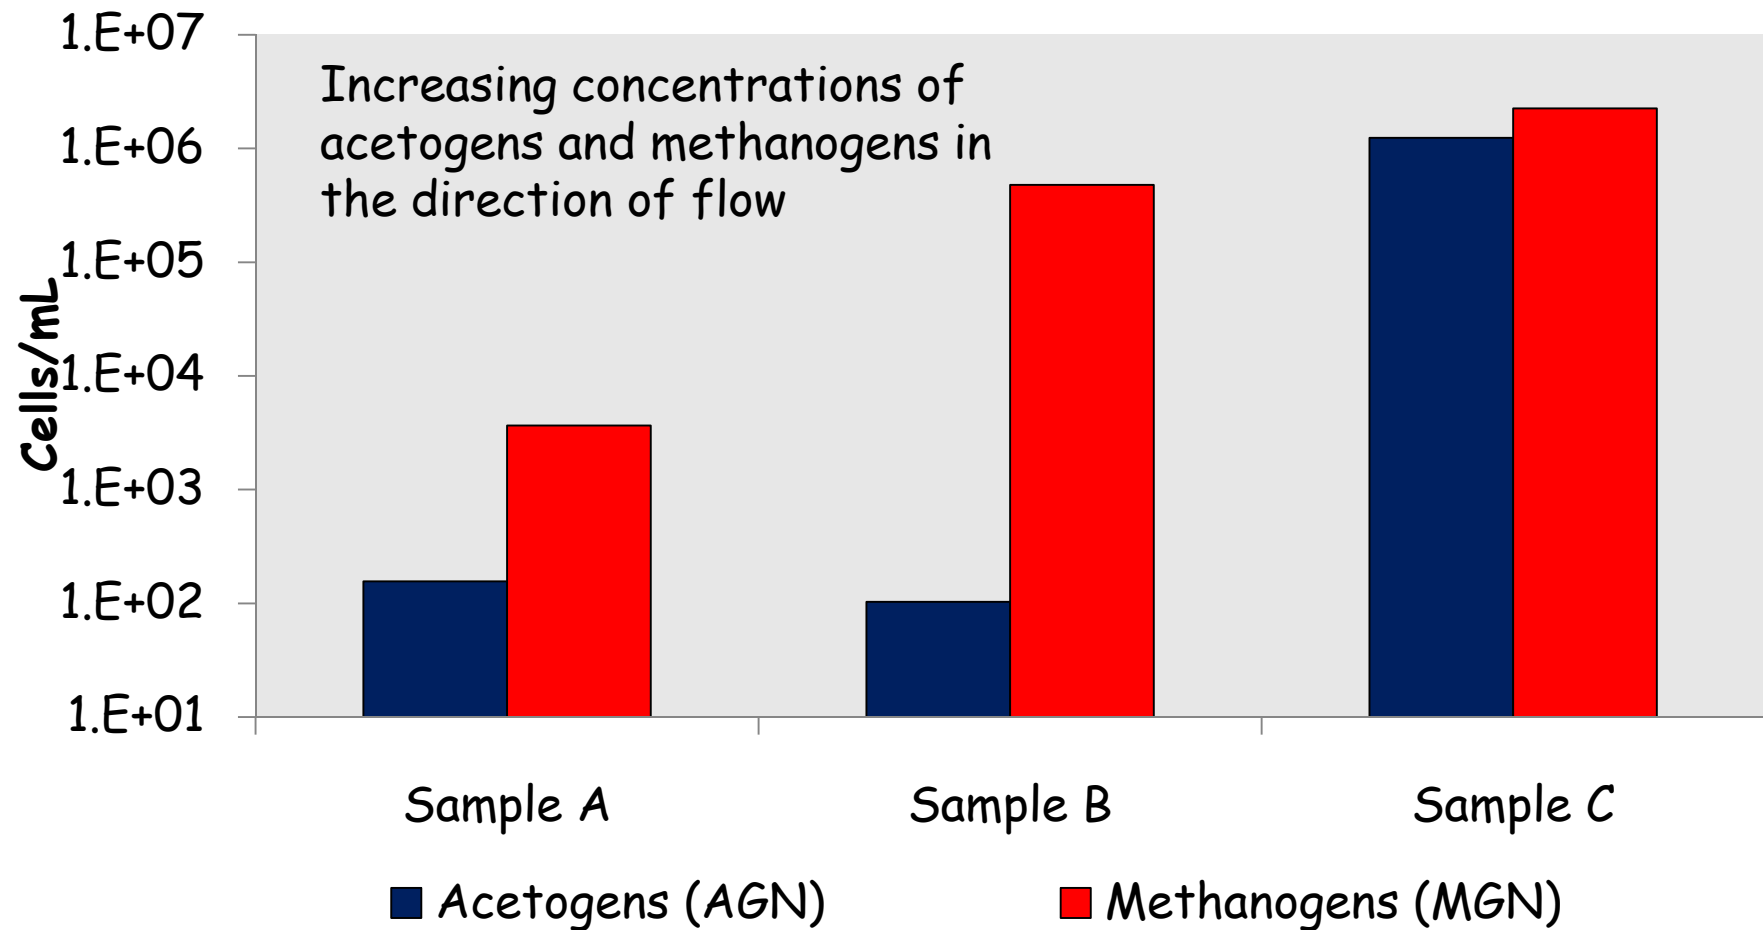 1.E+07
Increasing concentrations of
acetogens and methanogens in
the direction of flow
1.E+06
1.E+05
1.E+04
1.E+03
1.E+02
1.E+01
Cells/mL
Sample A
Sample B
Sample C
Acetogens (AGN)
Methanogens (MGN)